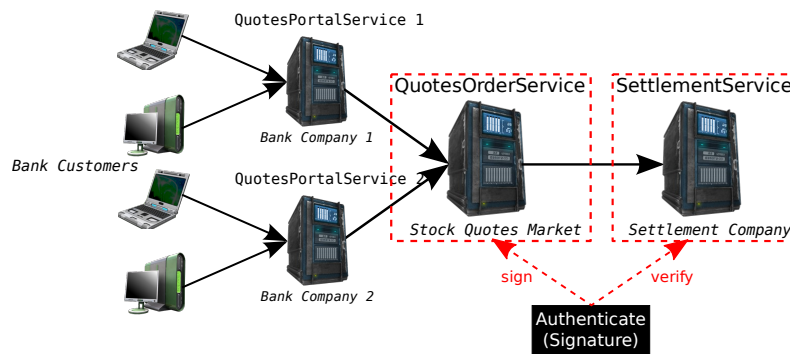 QuotesPortalService 1
Bank Company 1
Bank Customers
QuotesPortalService 2
Bank Company 2
QuotesOrderService
Stock Quotes Market
SettlementService
Settlement Company
sign
verify
Authenticate
(Signature)